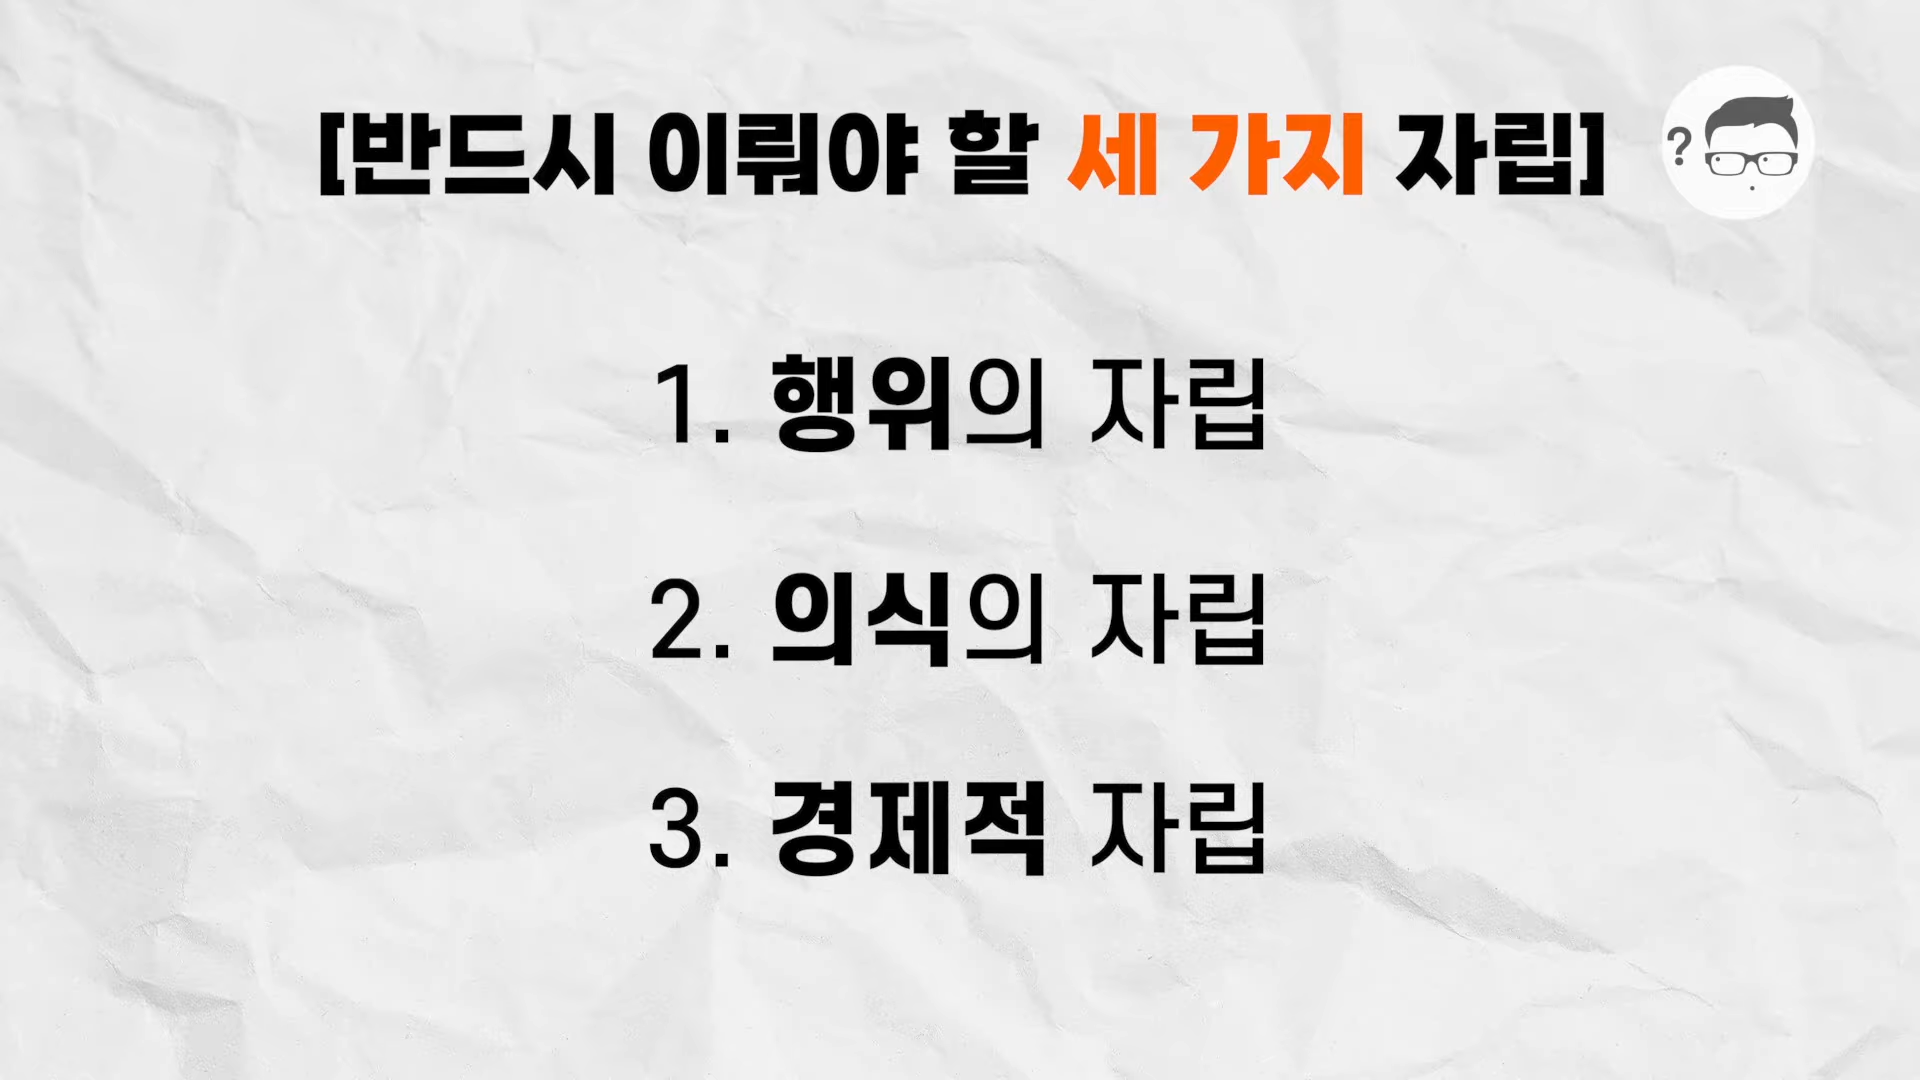 [반드시 이뤄야 할 세 가지 자립]
?
1. 행위의 자립
2. 의식의 자립
3. 경제적 자립